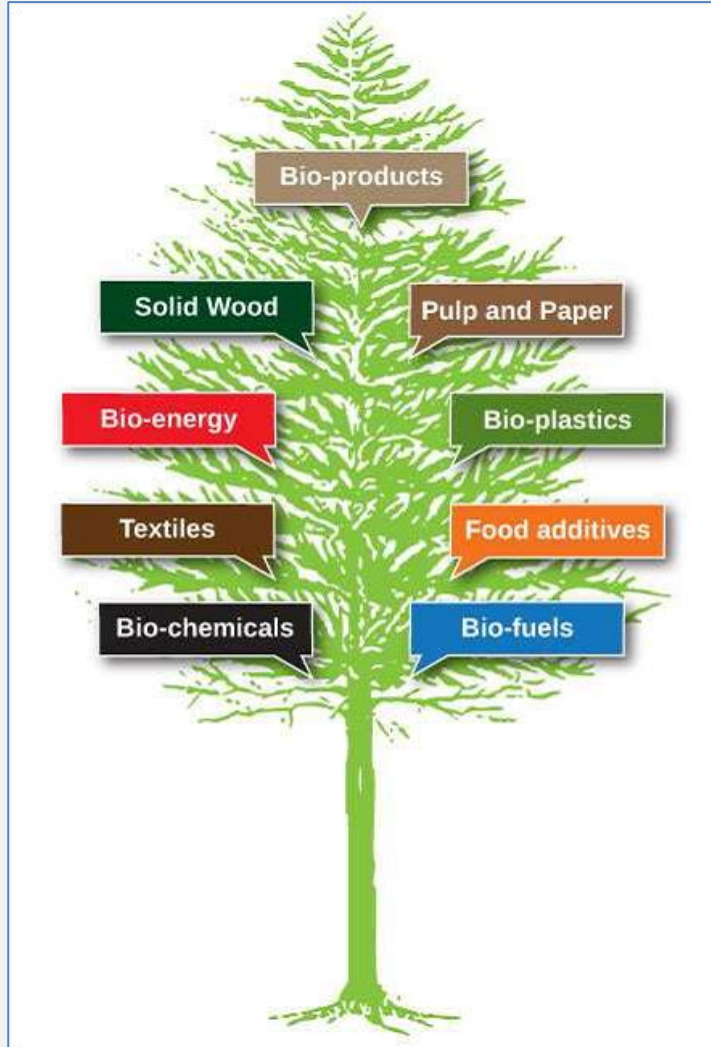 Bio-products
Solid Wood
Pulp and Paper
Bio-energy
Bio-plastics
Textiles
Food additives
Bio-chemicals
Bio-fuels